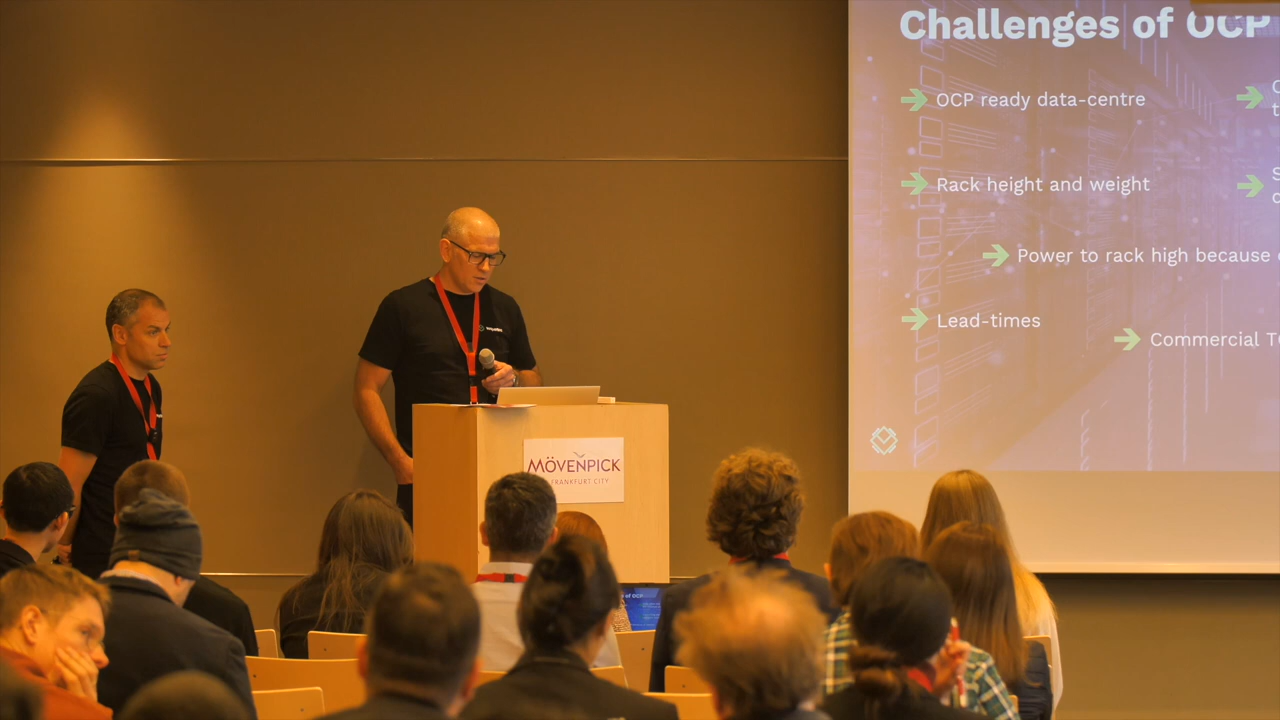 Challenges of OCP
OCP ready data-centre
Rack height and weight
Power to rack high because
Lead-times
Commercial
MÖVENPICK
FRANKFURT CITY